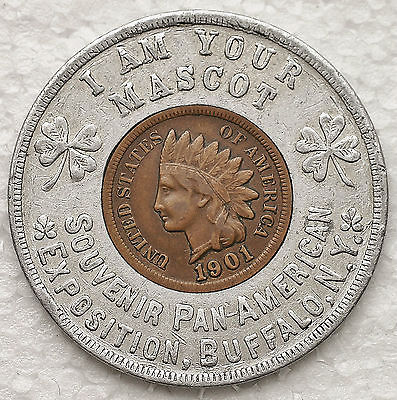 I AM YOUR
MASCOT
UNITED STATES OF AMERICA
1901
SOUVENIR PAN-AMERICAN
EXPOSITION, BUFFALO, N.Y.